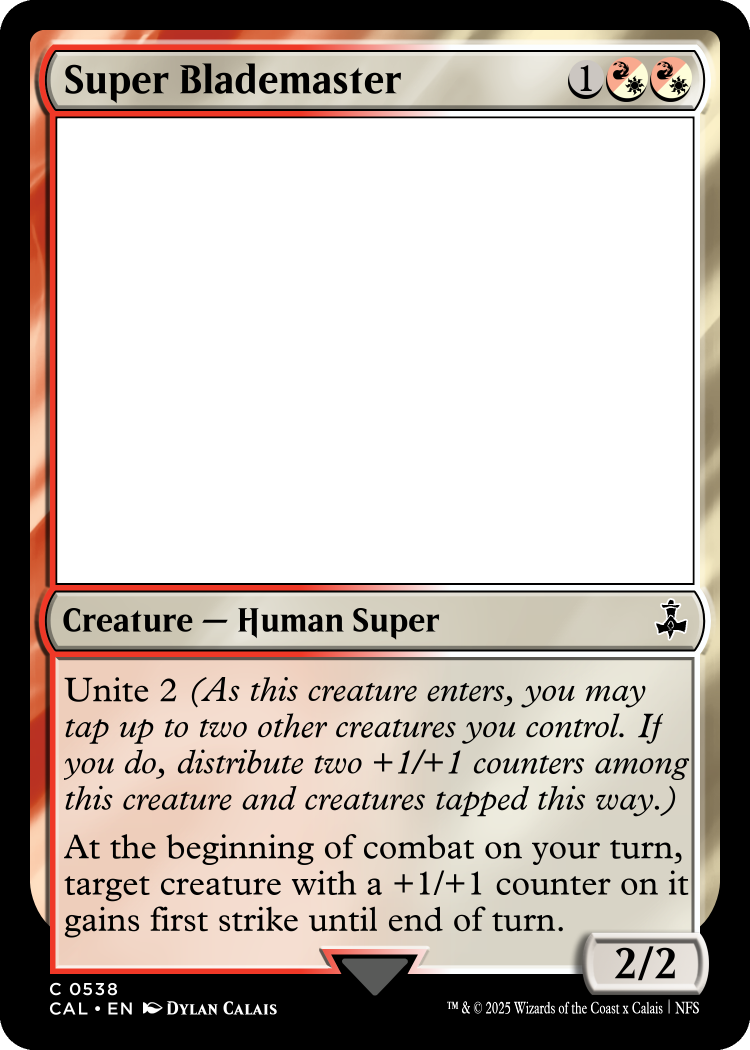 Super Blademaster
1
Creature — Human Super
Unite 2 (As this creature enters, you may
tap up to two other creatures you control. If
you do, distribute two +1/+1 counters among
this creature and creatures tapped this way.)
At the beginning of combat on your turn,
target creature with a +1/+1 counter on it
gains first strike until end of turn.
2/2
C 0538
CAL • EN Dylan Calais
™ & © 2025 Wizards of the Coast x Calais | NFS